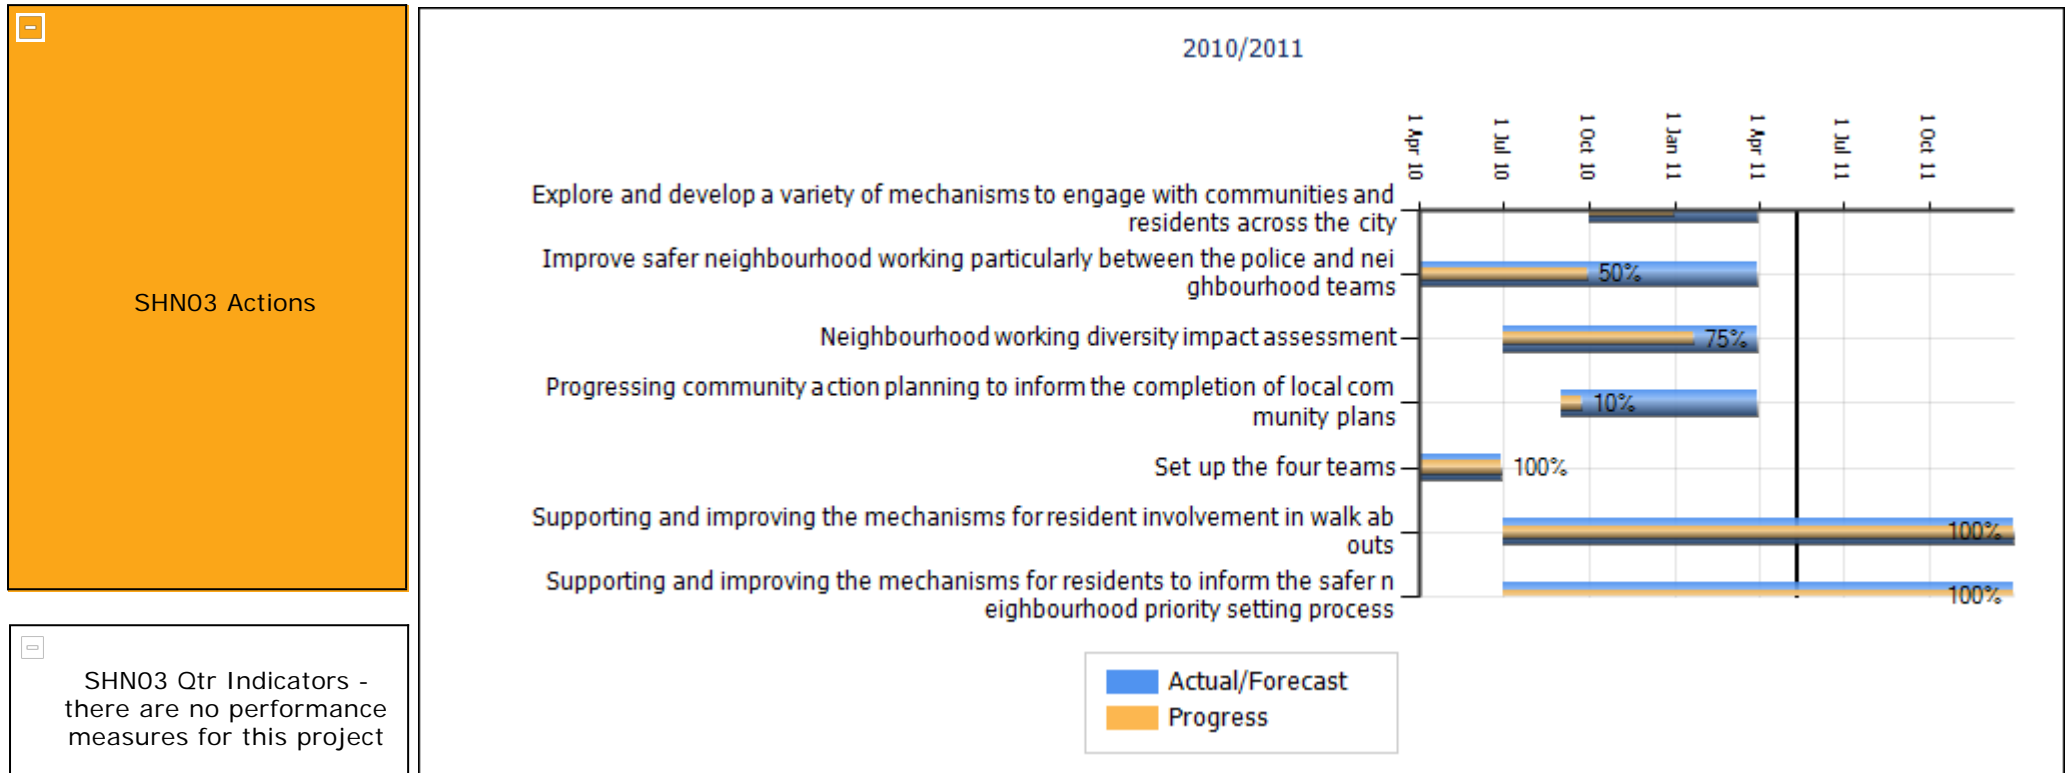 SHN03 Actions
SHN03 Qtr Indicators -
there are no performance
measures for this project
2010/2011
1 Apr 10
1 Jul 10
1 Oct 10
1 Jan 11
1 Apr 11
1 Jul 11
1 Oct 11
Explore and develop a variety of mechanisms to engage with communities and
residents across the city
Improve safer neighbourhood working particularly between the police and nei
ghbourhood teams
50%
Neighbourhood working diversity impact assessment
75%
Progressing community action planning to inform the completion of local com
munity plans
10%
Set up the four teams
100%
Supporting and improving the mechanisms for resident involvement in walk ab
outs
100%
Supporting and improving the mechanisms for residents to inform the safer n
eighbourhood priority setting process
100%
Actual/Forecast
Progress